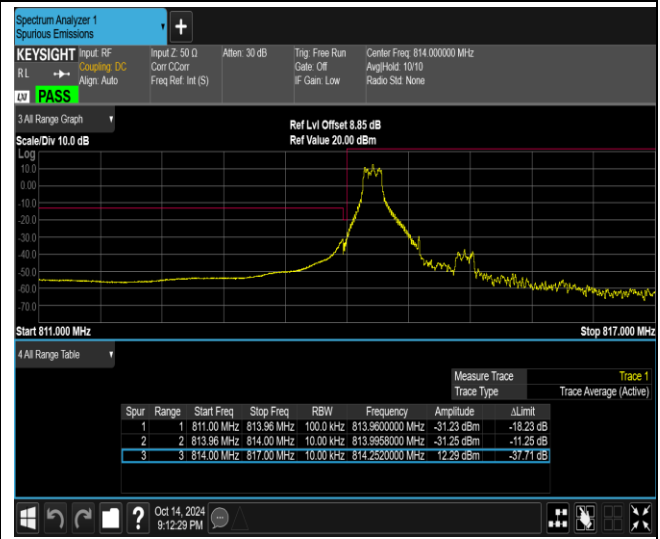 Spectrum Analyzer 1
Spurious Emissions
+
KEYSIGHT Input: RF Input Z: 50 Ω Atten: 30 dB Trig: Free Run Center Freq: 814.000000 MHz
R L Coupling: DC Corr CCorr Gate: Off Avg|Hold: 10/10
Align: Auto Freq Ref: Int (S) IF Gain: Low Radio Std: None
LXI PASS
3 All Range Graph Ref Lvl Offset 8.85 dB
Scale/Div 10.0 dB Ref Value 20.00 dBm
Log
10.0
0.00
-10.0
-20.0
-30.0
-40.0
-50.0
-60.0
-70.0
Start 811.000 MHz Stop 817.000 MHz
4 All Range Table
Measure Trace Trace 1
Trace Type Trace Average (Active)
Spur Range Start Freq Stop Freq RBW Frequency Amplitude ΔLimit
1 1 811.00 MHz 813.96 MHz 100.0 kHz 813.9600000 MHz -31.23 dBm -18.23 dB
2 2 813.96 MHz 814.00 MHz 10.00 kHz 813.9958000 MHz -31.25 dBm -11.25 dB
3 3 814.00 MHz 817.00 MHz 10.00 kHz 814.2520000 MHz 12.29 dBm -37.71 dB
? Oct 14, 2024
9:12:29 PM